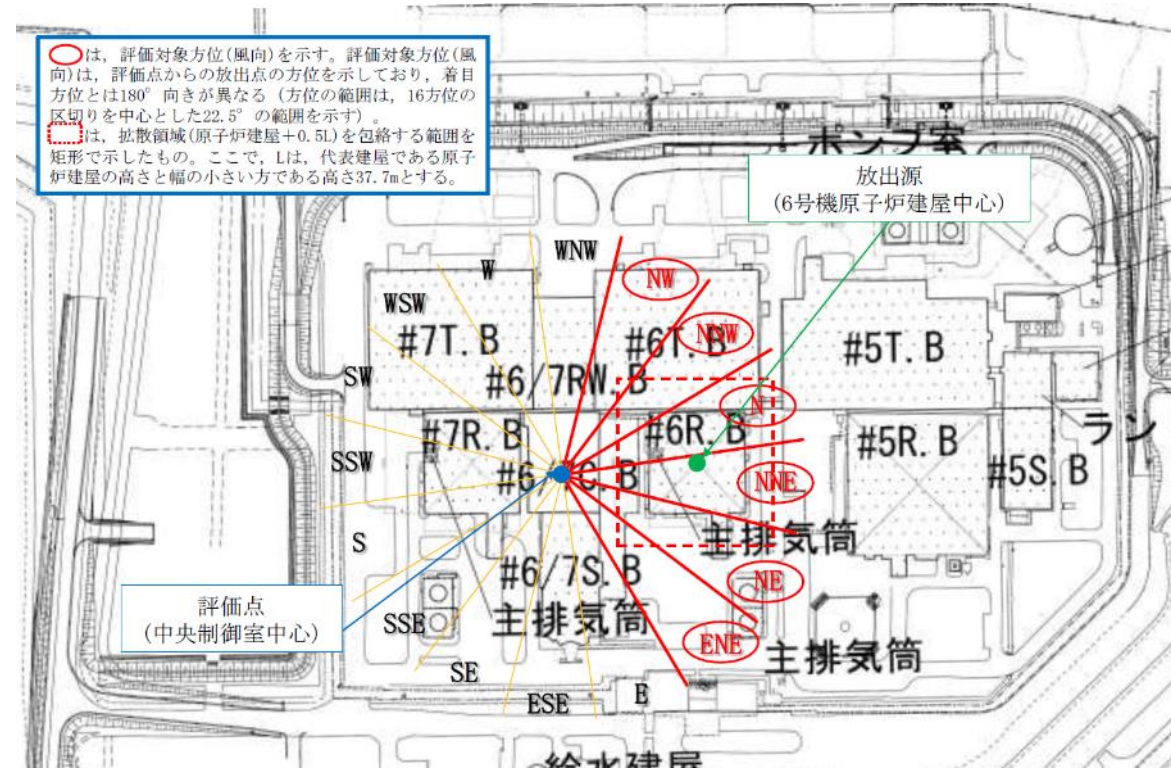 は，評価対象方位(風向)を示す。評価対象方位(風
向)は，評価点からの放出点の方位を示しており，着目
方位とは180°向きが異なる（方位の範囲は，16方位の
区切りを中心とした22.5°の範囲を示す）。
は，拡散領域(原子炉建屋＋0.5L)を包絡する範囲を
矩形で示したもの。ここで，Lは，代表建屋である原子
炉建屋の高さと幅の小さい方である高さ37.7mとする。
ポンプ室
放出源
(6号機原子炉建屋中心)
WNW
W
NW
WSW
NNW
#7T.B
#6T.B
#5T.B
SW
#6/7RW.B
N
#7R.B
#6R.B
#5R.B
ラン
SSW
#6/7C.B
NNE
#5S.B
主排気筒
S
#6/7S.B
NE
評価点
(中央制御室中心)
SSE
主排気筒
ENE
主排気筒
SE
E
ESE
給水建屋